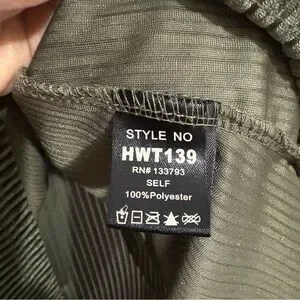 STYLE NO
HWT139
RN# 133793
SELF
100%Polyester